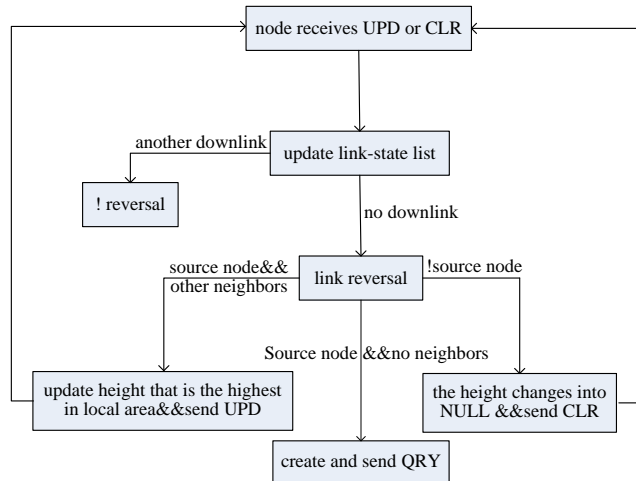 node receives UPD or CLR
another downlink
update link-state list
! reversal
no downlink
source node&&
other neighbors
link reversal
!source node
Source node &&no neighbors
update height that is the highest
in local area&&send UPD
the height changes into
NULL &&send CLR
create and send QRY